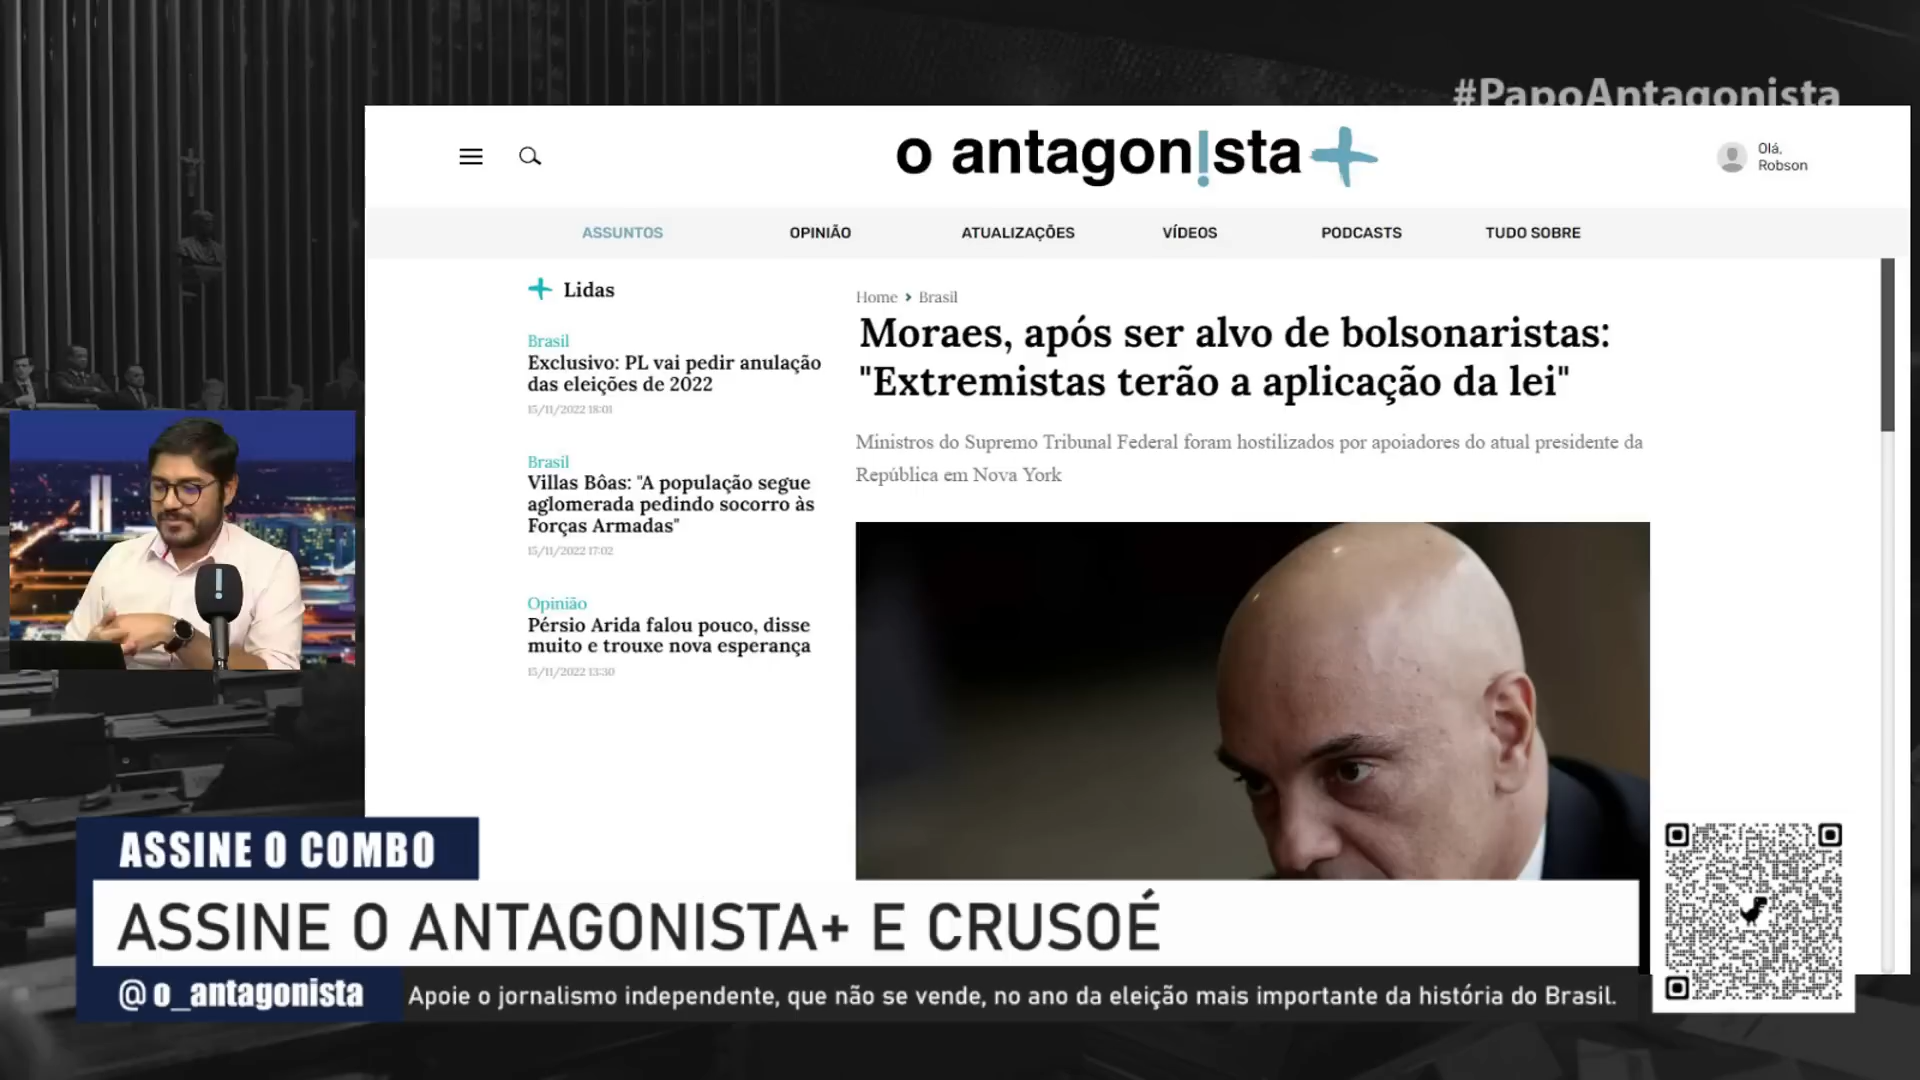 #PapoAntagonista
o antagon!sta+
Olá,
Robson
ASSUNTOS
OPINIÃO
ATUALIZAÇÕES
VÍDEOS
PODCASTS
TUDO SOBRE
+ Lidas
Brasil
Exclusivo: PL vai pedir anulação
das eleições de 2022
15/11/2022 18:01
Brasil
Villas Bôas: "A população segue
aglomerada pedindo socorro às
Forças Armadas"
15/11/2022 17:02
Opinião
Pérsio Arida falou pouco, disse
muito e trouxe nova esperança
15/11/2022 13:30
Home > Brasil
Moraes, após ser alvo de bolsonaristas:
"Extremistas terão a aplicação da lei"
Ministros do Supremo Tribunal Federal foram hostilizados por apoiadores do atual presidente da
República em Nova York
ASSINE O COMBO
ASSINE O ANTAGONISTA+ E CRUSOÉ
@o_antagonista
Apoie o jornalismo independente, que não se vende, no ano da eleição mais importante da história do Brasil.